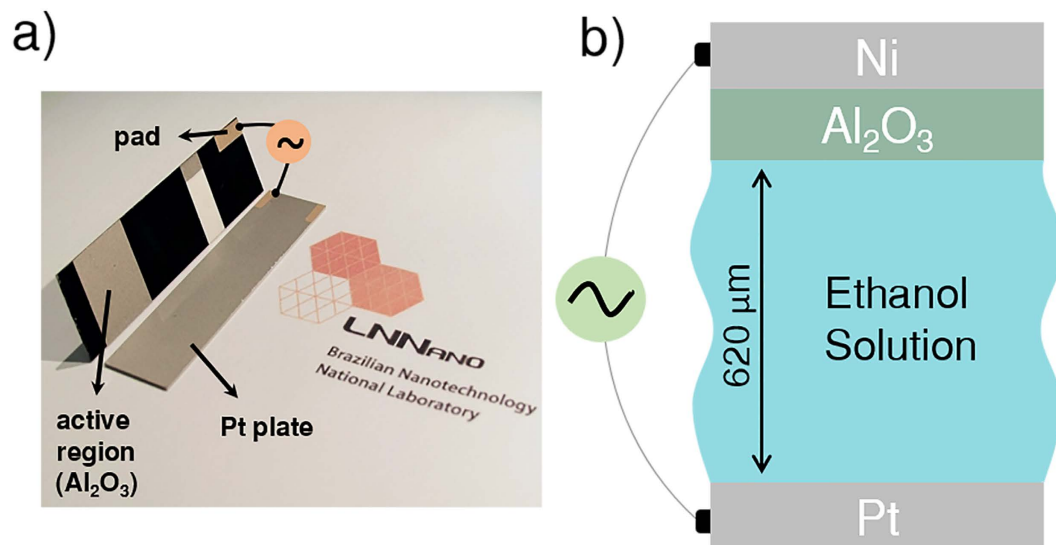 a)
pad
active
region
(Al₂O₃)
Pt plate
LNNANO
Brazilian Nanotechnology
National Laboratory
b)
Ni
Al₂O₃
620 µm
Ethanol
Solution
Pt